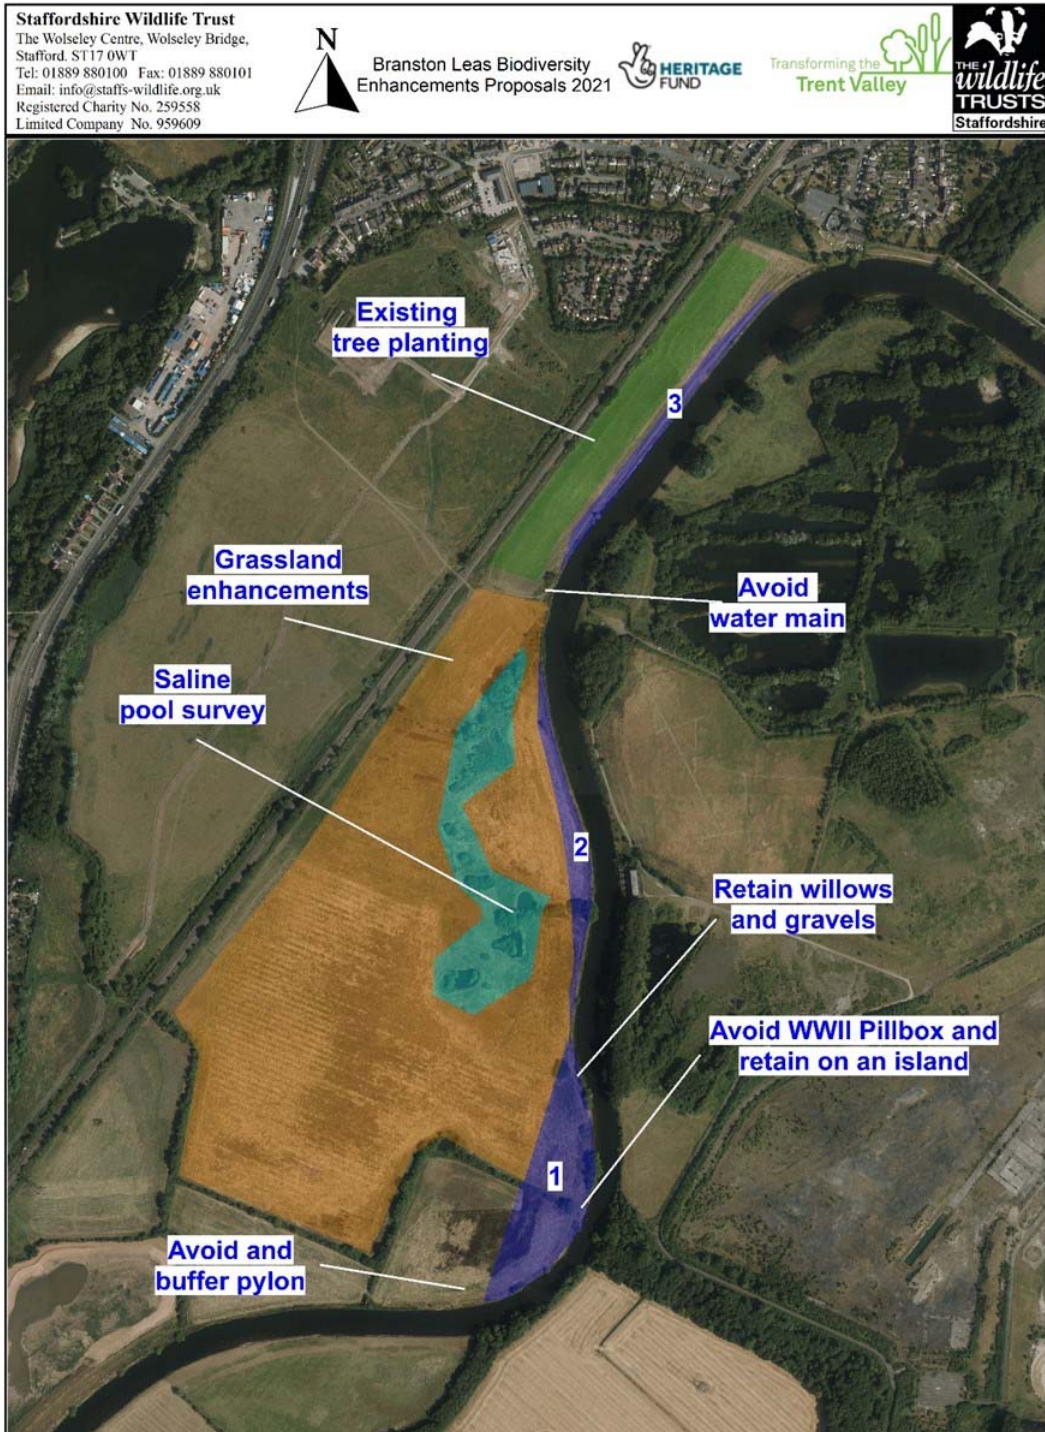 Staffordshire Wildlife Trust
The Wolseley Centre, Wolseley Bridge,
Stafford. ST17 0WT
Tel: 01889 880100 Fax: 01889 880101
Email: info@staffs-wildlife.org.uk
Registered Charity No. 259558
Limited Company No. 959609
N
Branston Leas Biodiversity
Enhancements Proposals 2021
HERITAGE
FUND
Transforming the
Trent Valley
THE
wildlife
TRUSTS
Staffordshire
Existing
tree planting
3
Grassland
enhancements
Avoid
water main
Saline
pool survey
2
Retain willows
and gravels
Avoid WWII Pillbox and
retain on an island
1
Avoid and
buffer pylon